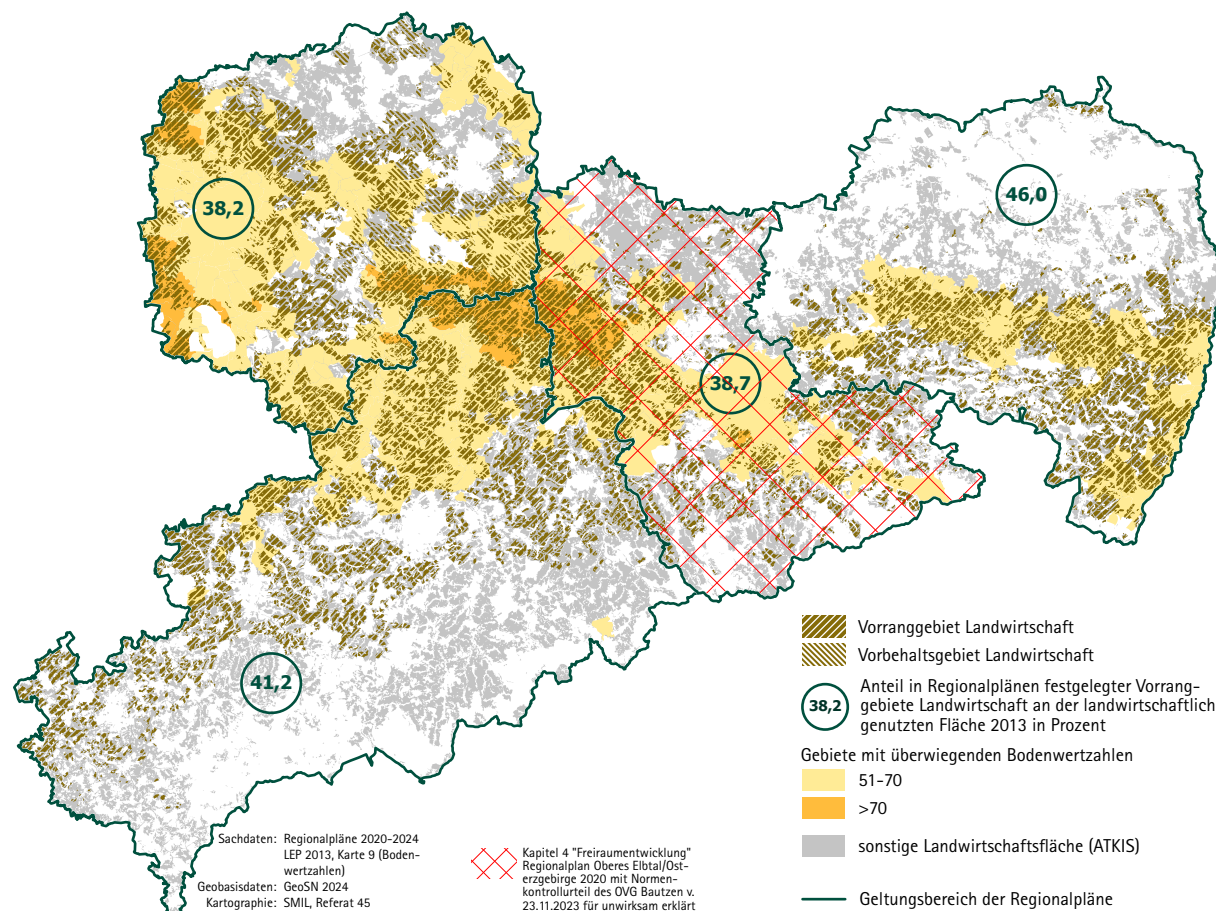 38,2
46,0
38,7
41,2
Vorranggebiet Landwirtschaft
Vorbehaltsgebiet Landwirtschaft
38,2
Anteil in Regionalplänen festgelegter Vorrang-
gebiete Landwirtschaft an der landwirtschaftlich
genutzten Fläche 2013 in Prozent
Gebiete mit überwiegenden Bodenwertzahlen
51-70
>70
sonstige Landwirtschaftsfläche (ATKIS)
Geltungsbereich der Regionalpläne
Sachdaten: Regionalpläne 2020-2024
LEP 2013, Karte 9 (Boden-
wertzahlen)
Geobasisdaten: GeoSN 2024
Kartographie: SMIL, Referat 45
Kapitel 4 "Freiraumentwicklung"
Regionalplan Oberes Elbtal/Ost-
erzgebirge 2020 mit Normen-
kontrollurteil des OVG Bautzen v.
23.11.2023 für unwirksam erklärt